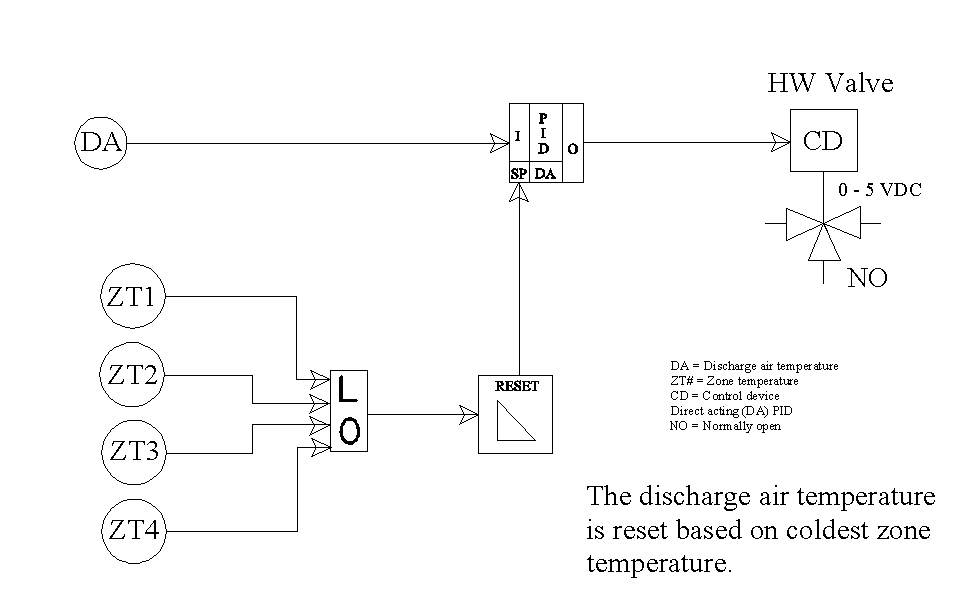 HW Valve
DA
I
P
I
D
O
SP
DA
CD
0 - 5 VDC
NO
ZT1
ZT2
ZT3
ZT4
L
O
RESET
DA = Discharge air temperature
ZT# = Zone temperature
CD = Control device
Direct acting (DA) PID
NO = Normally open
The discharge air temperature
is reset based on coldest zone
temperature.